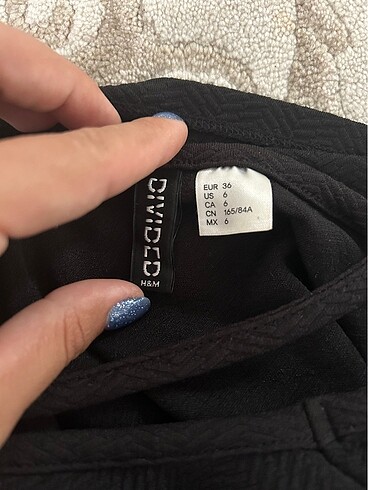 DIVIDED
H&M
EUR 36
US 6
CA 6
CN 165/84A
MX 6